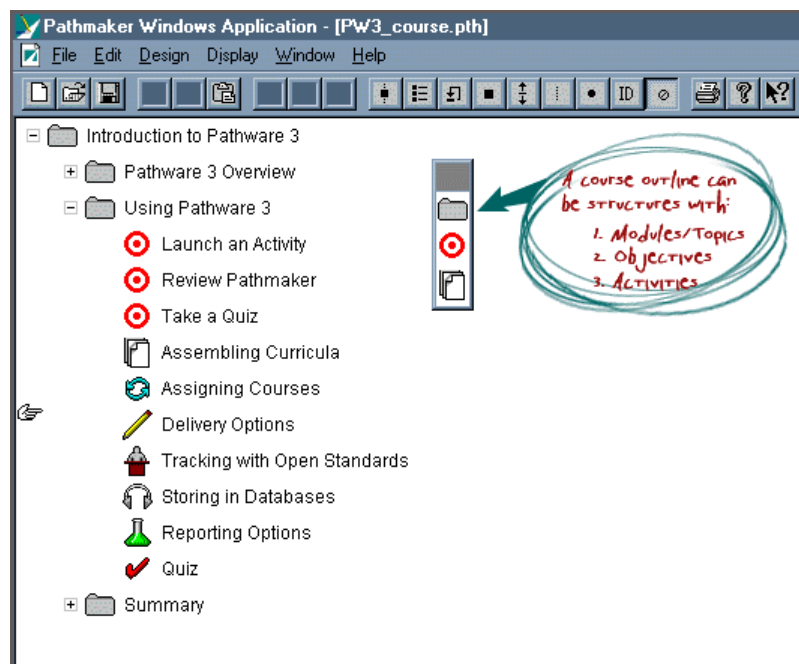 Pathmaker Windows Application - [PW3_course.pth]
File Edit Design Display Window Help
ID
Introduction to Pathware 3
Pathware 3 Overview
Using Pathware 3
Launch an Activity
Review Pathmaker
Take a Quiz
Assembling Curricula
Assigning Courses
Delivery Options
Tracking with Open Standards
Storing in Databases
Reporting Options
Quiz
Summary
A course outline can
be structures with:
1. Modules/Topics
2 Objectives
3. Activities